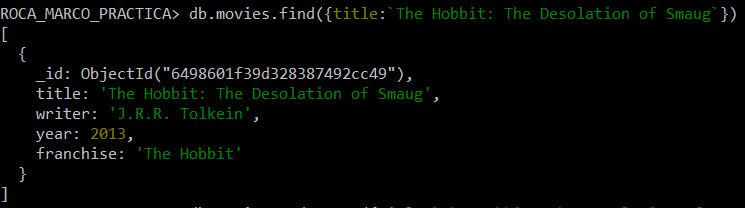 ROCA_MARCO_PRACTICA> db.movies.find({title:`The Hobbit: The Desolation of Smaug`})
[
  {
    _id: ObjectId("6498601f39d328387492cc49"),
    title: 'The Hobbit: The Desolation of Smaug',
    writer: 'J.R.R. Tolkein',
    year: 2013,
    franchise: 'The Hobbit'
  }
]